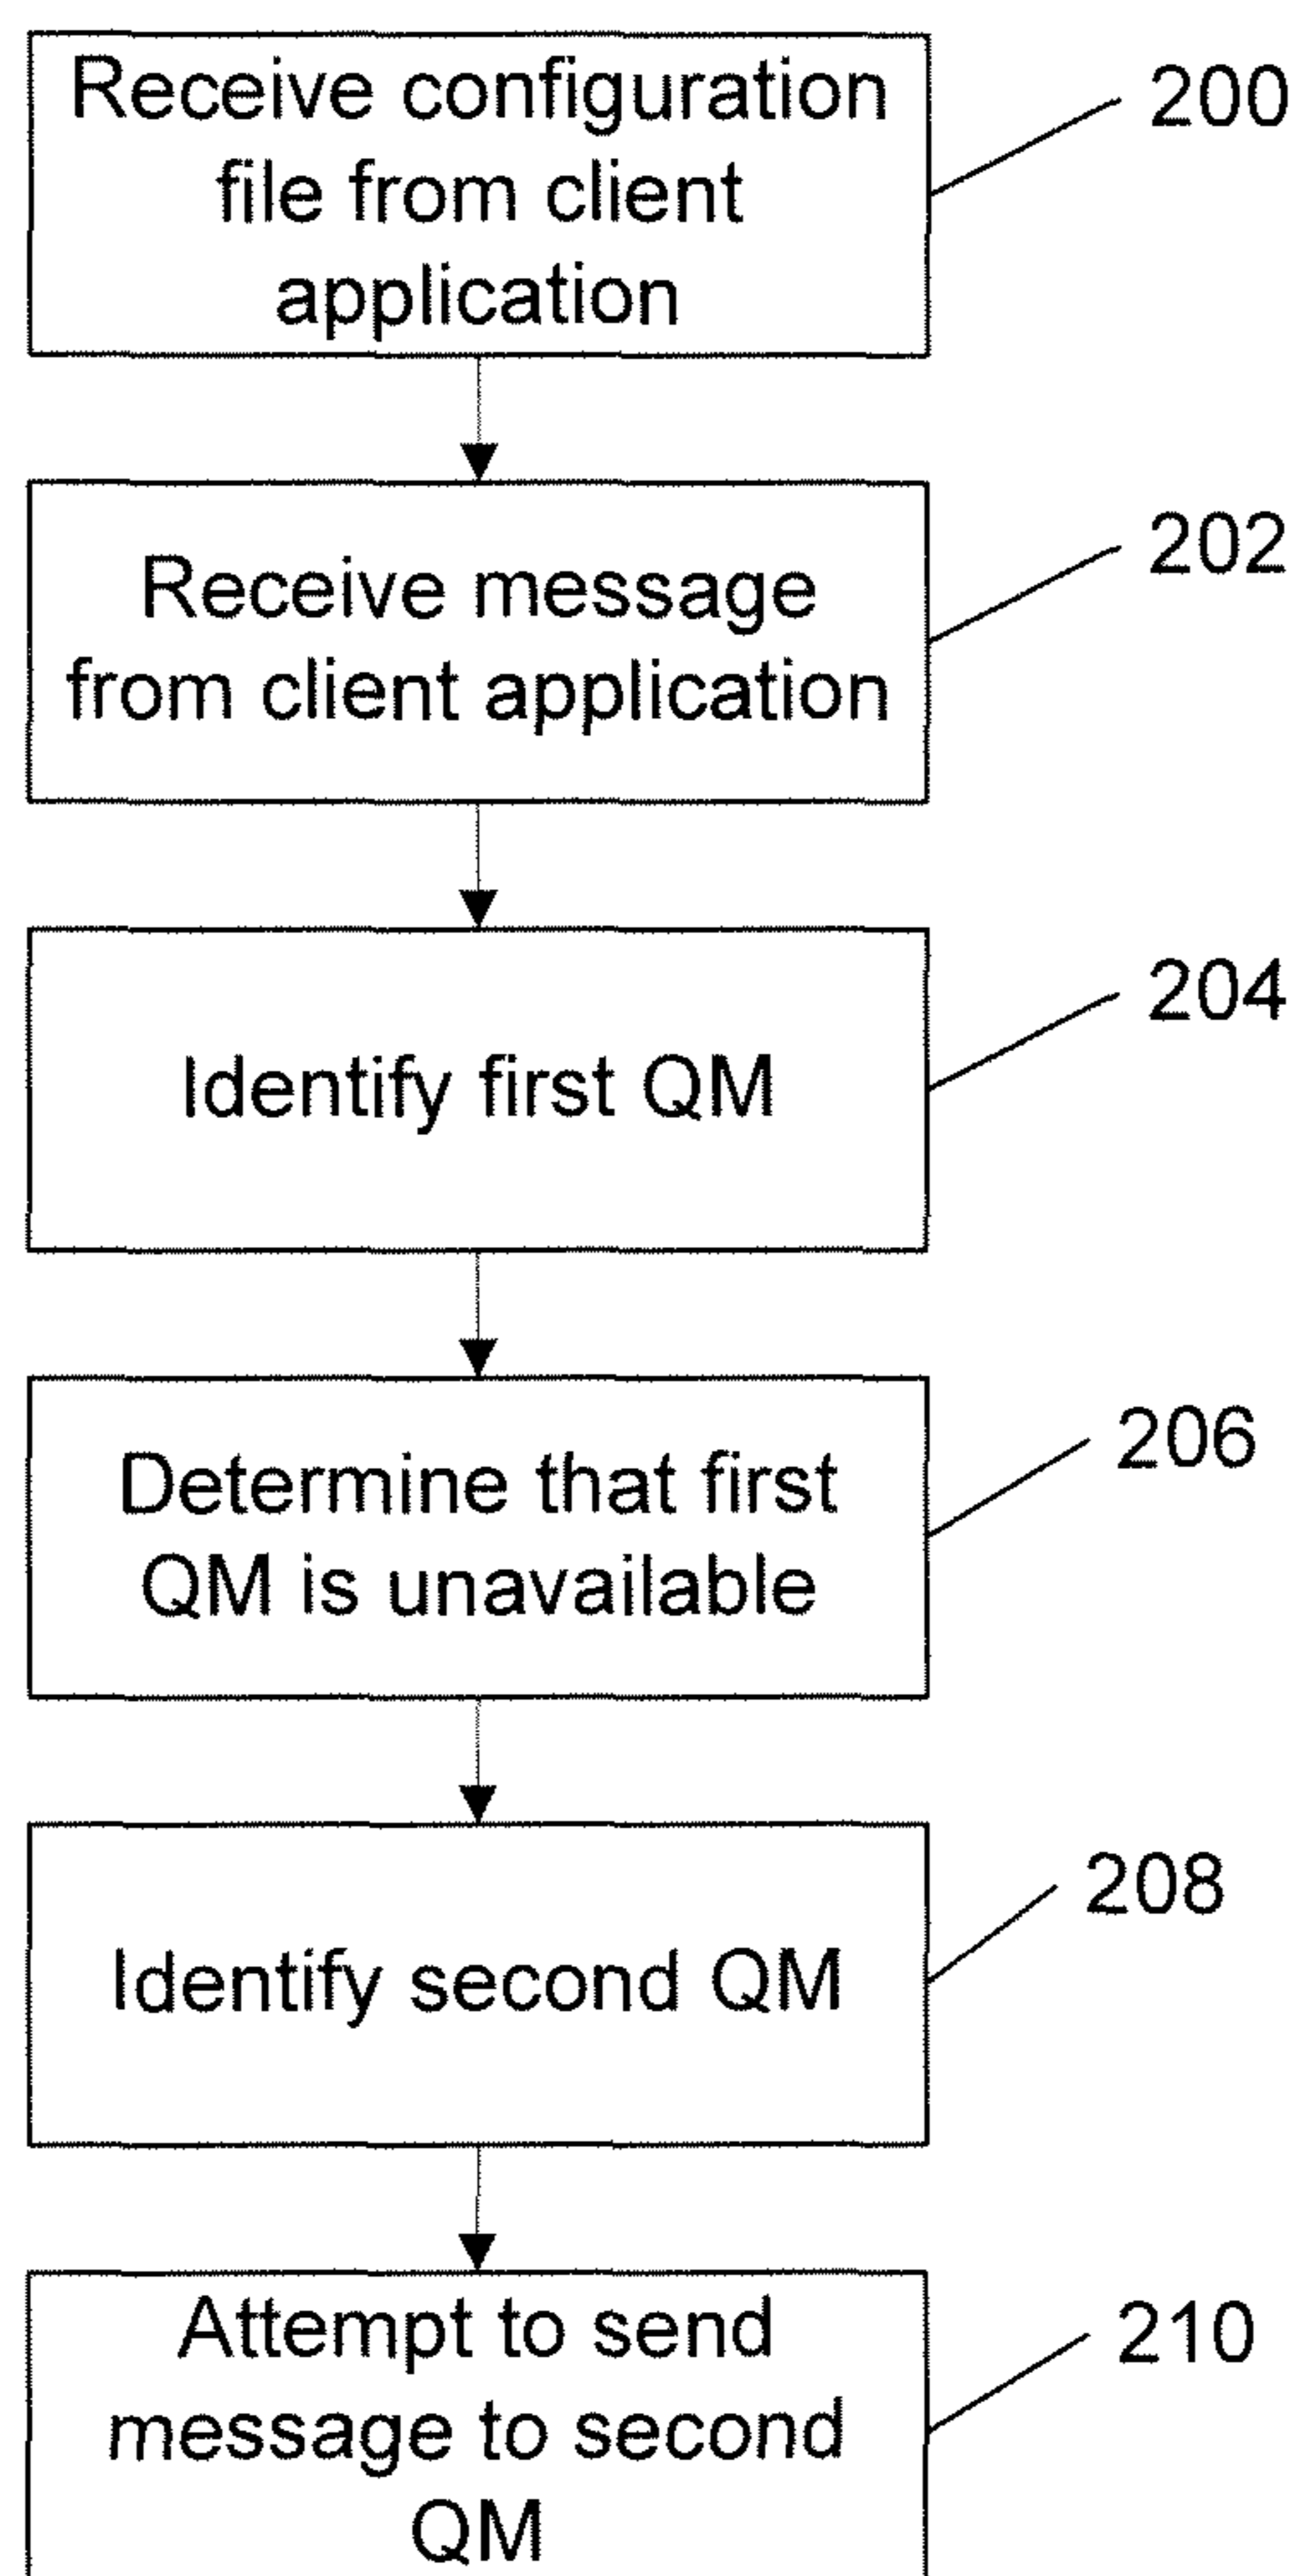 Receive configuration
file from client
application
200
Receive message
from client application
202
Identify first QM
204
Determine that first
QM is unavailable
206
Identify second QM
208
Attempt to send
message to second
QM
210